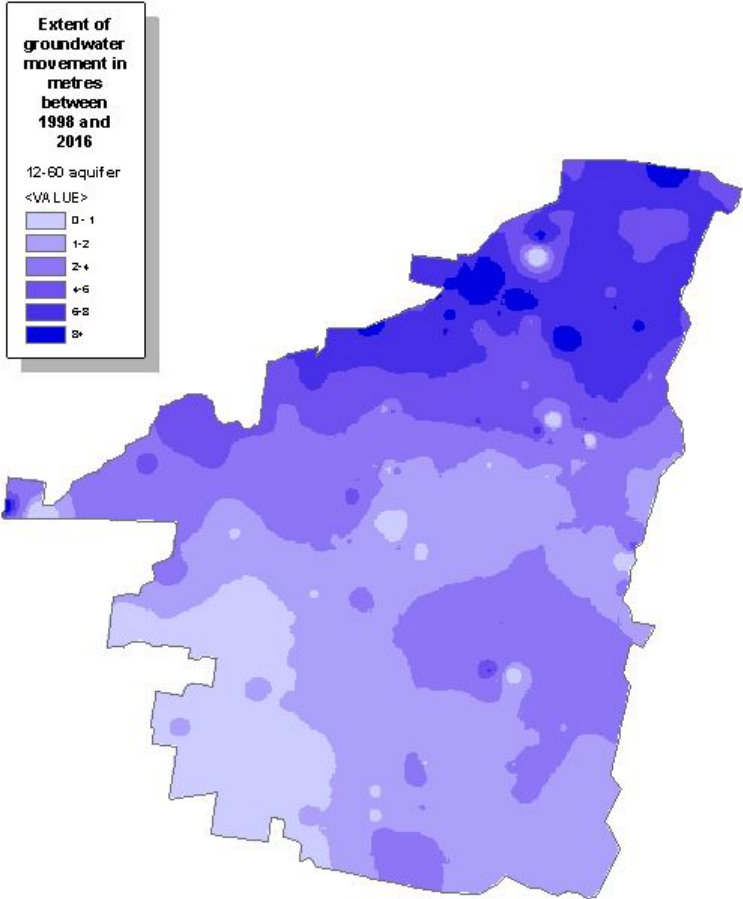 Extent of
groundwater
movement in
metres
between
1998 and
2016
12-60 aquifer
<VALUE>
0 - 1
1-2
2-4
4-6
6-8
8+